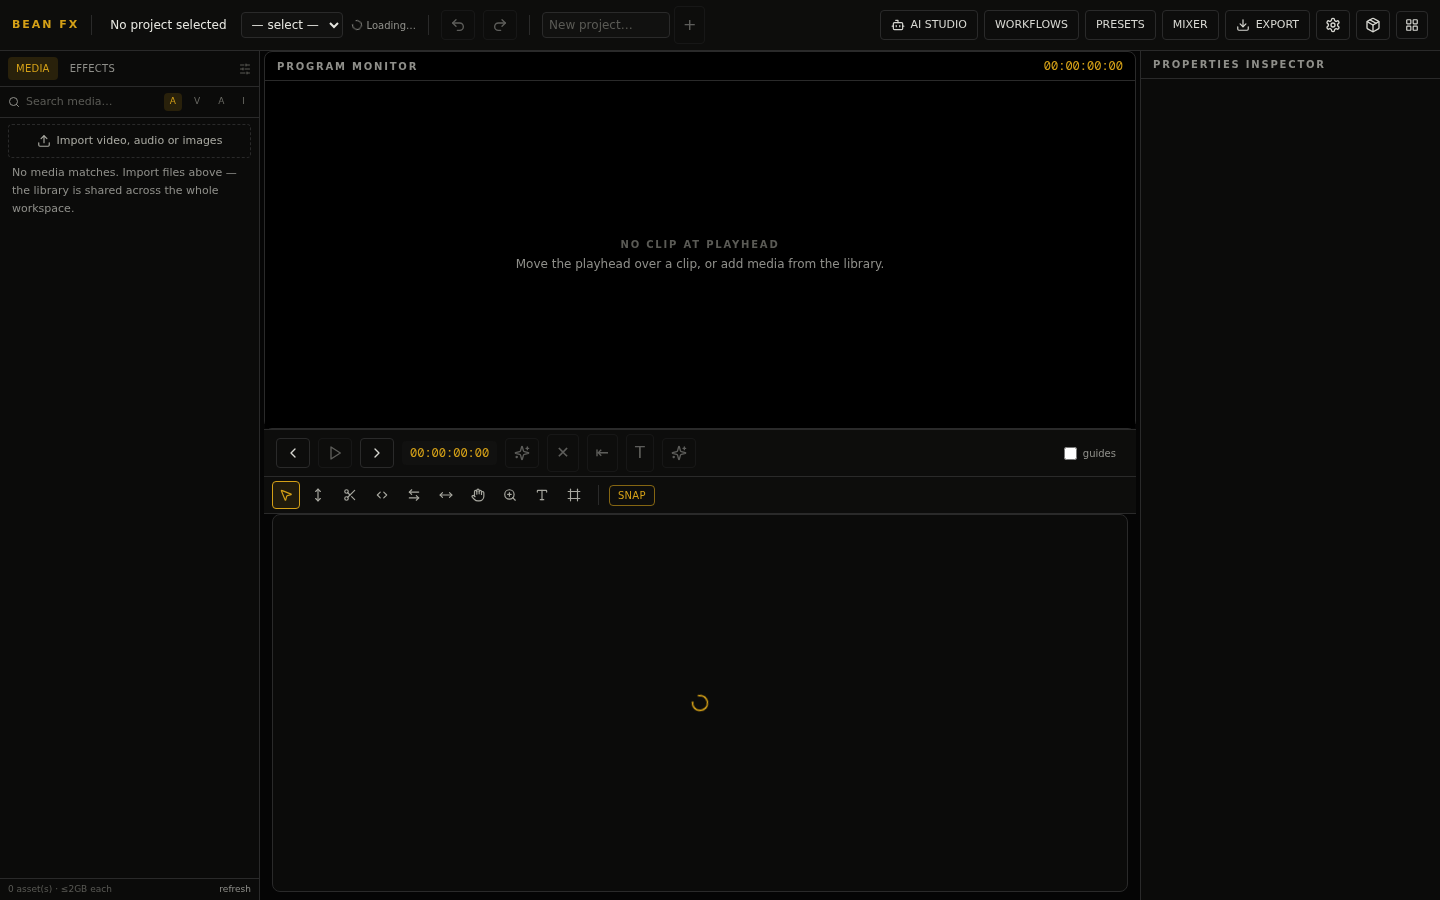 BEAN FX
No project selected
— select —
Loading...
New project...
+
AI STUDIO
WORKFLOWS
PRESETS
MIXER
EXPORT
MEDIA
EFFECTS
Search media...
A
V
A
I
Import video, audio or images
No media matches. Import files above —
the library is shared across the whole
workspace.
0 asset(s) · ≤2GB each
refresh
PROGRAM MONITOR
00:00:00:00
NO CLIP AT PLAYHEAD
Move the playhead over a clip, or add media from the library.
00:00:00:00
T
guides
SNAP
PROPERTIES INSPECTOR